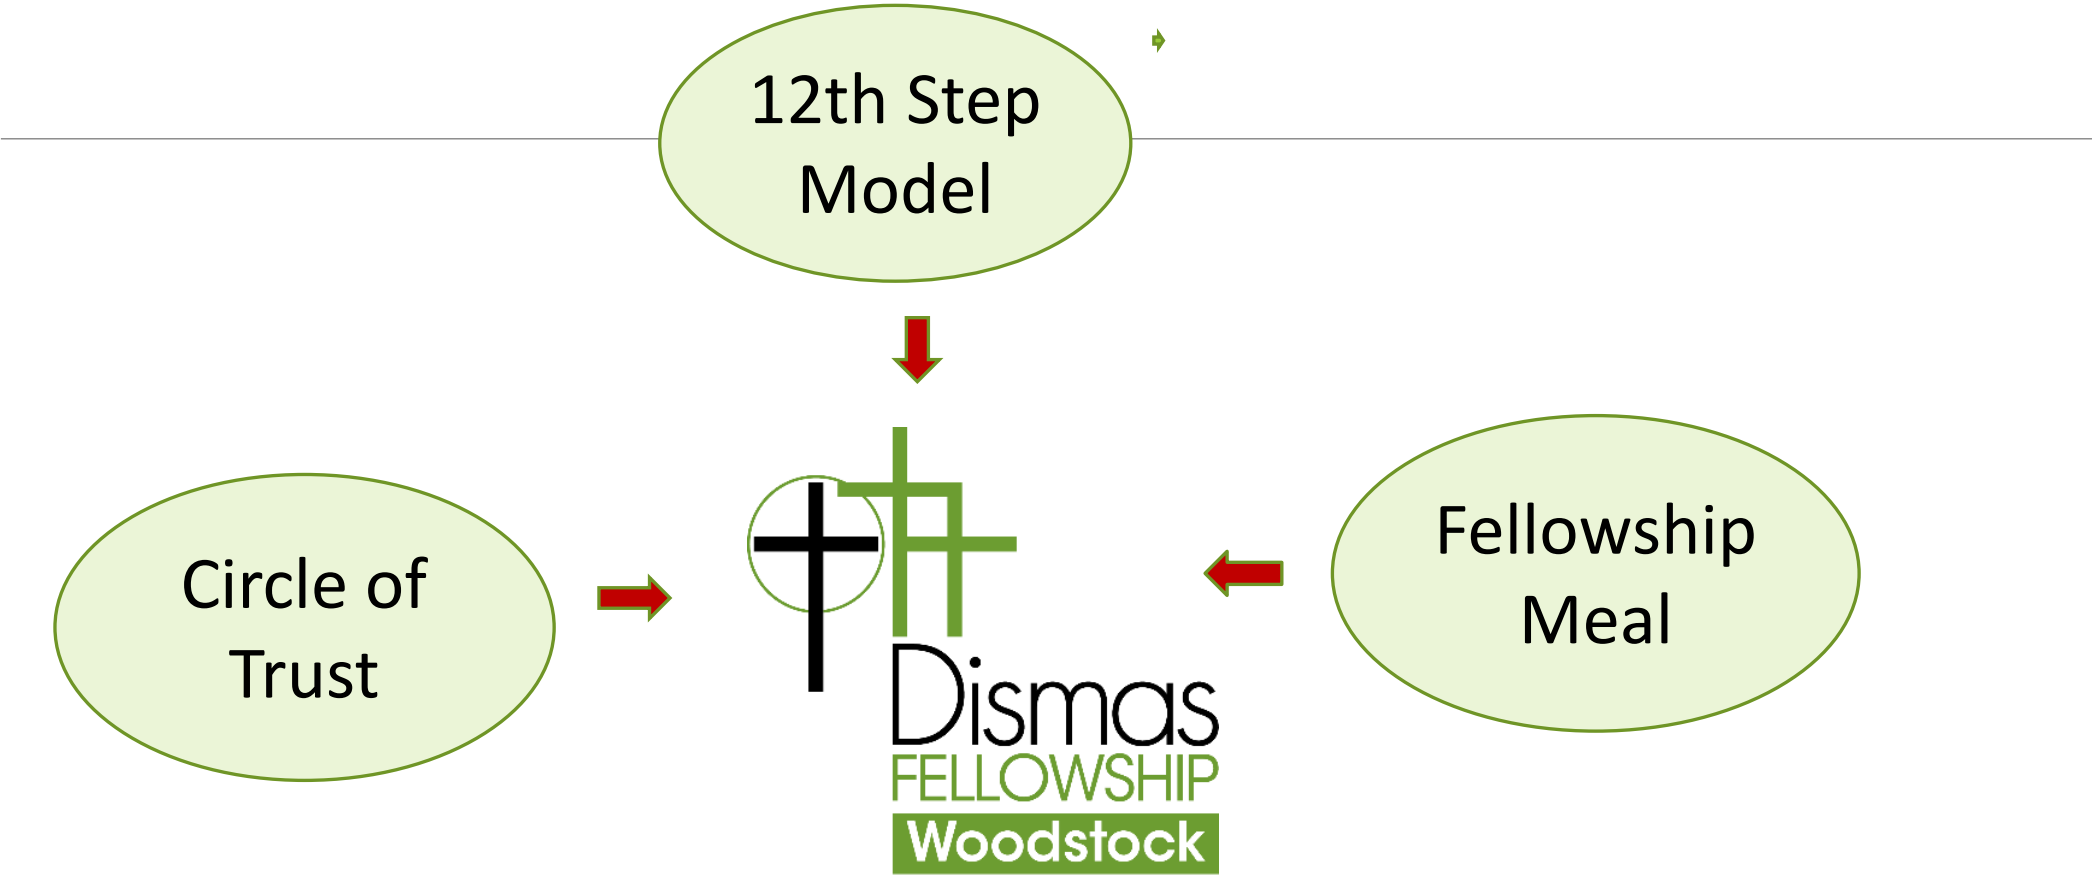 12th Step
Model
Circle of
Trust
Fellowship
Meal
Dismas
FELLOWSHIP
Woodstock